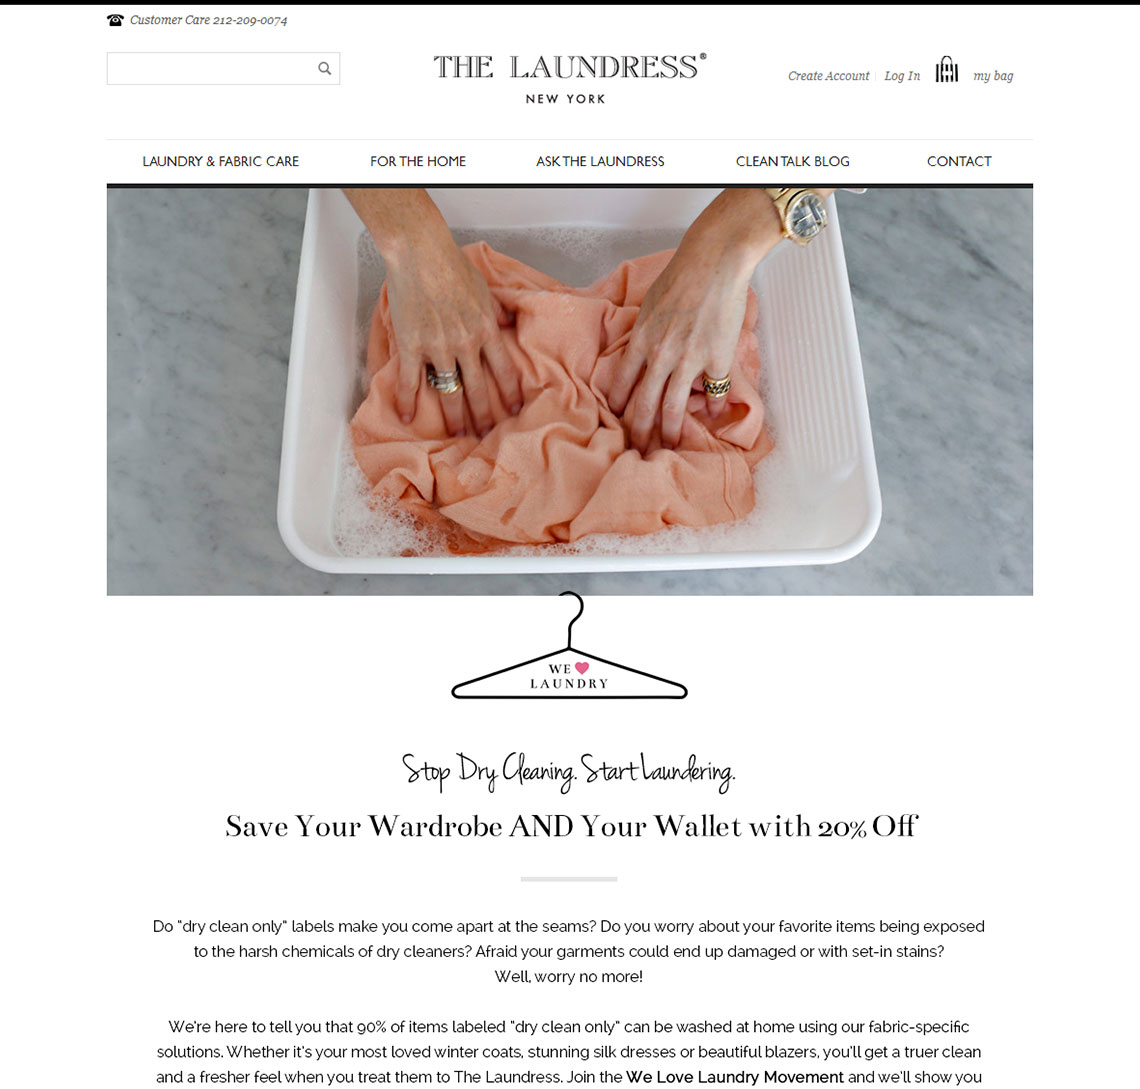 Customer Care 212-209-0074
THE LAUNDRESS®
NEW YORK
Create Account
Log In
my bag
LAUNDRY & FABRIC CARE
FOR THE HOME
ASK THE LAUNDRESS
CLEAN TALK BLOG
CONTACT
WE
LAUNDRY
Stop Dry Cleaning. Start Laundering.
Save Your Wardrobe AND Your Wallet with 20% Off
Do "dry clean only" labels make you come apart at the seams? Do you worry about your favorite items being exposed
to the harsh chemicals of dry cleaners? Afraid your garments could end up damaged or with set-in stains?
Well, worry no more!
We're here to tell you that 90% of items labeled "dry clean only" can be washed at home using our fabric-specific
solutions. Whether it's your most loved winter coats, stunning silk dresses or beautiful blazers, you'll get a truer clean
and a fresher feel when you treat them to The Laundress. Join the We Love Laundry Movement and we'll show you